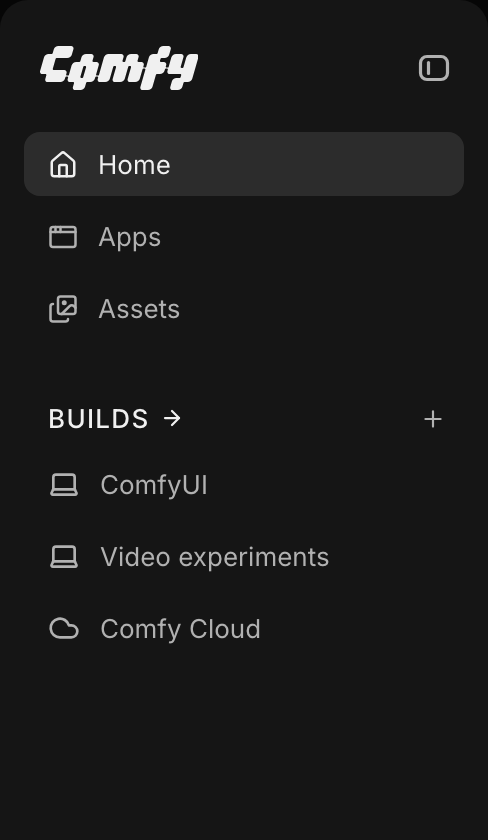 Comfy
Home
Apps
Assets
BUILDS →
ComfyUI
Video experiments
Comfy Cloud